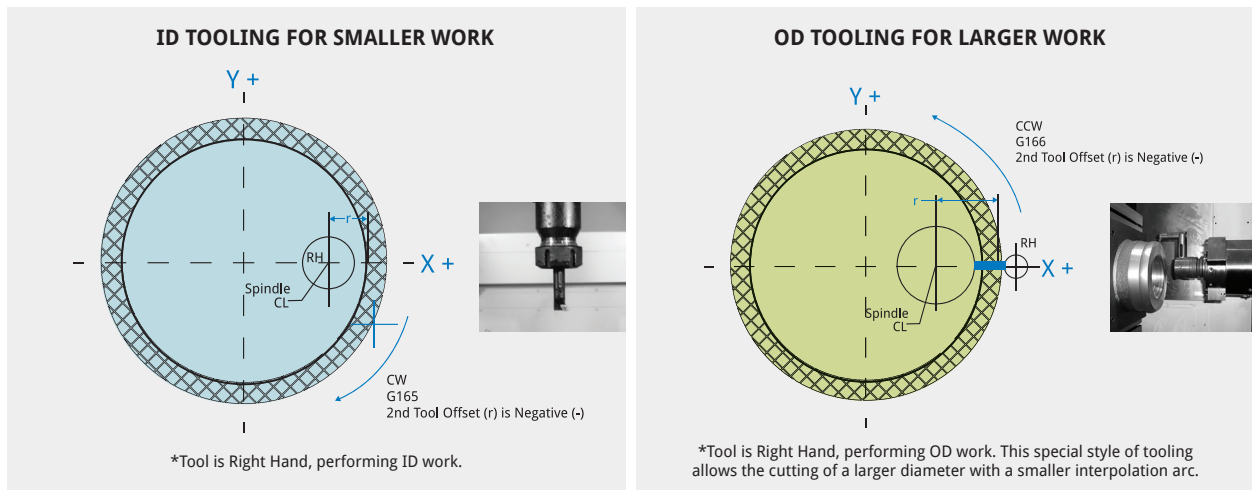 ID TOOLING FOR SMALLER WORK
Y +
r
RH
X +
Spindle
CL
CW
G165
2nd Tool Offset (r) is Negative (-)
*Tool is Right Hand, performing ID work.
OD TOOLING FOR LARGER WORK
Y +
CCW
G166
2nd Tool Offset (r) is Negative (-)
r
RH
X +
Spindle
CL
*Tool is Right Hand, performing OD work. This special style of tooling
allows the cutting of a larger diameter with a smaller interpolation arc.